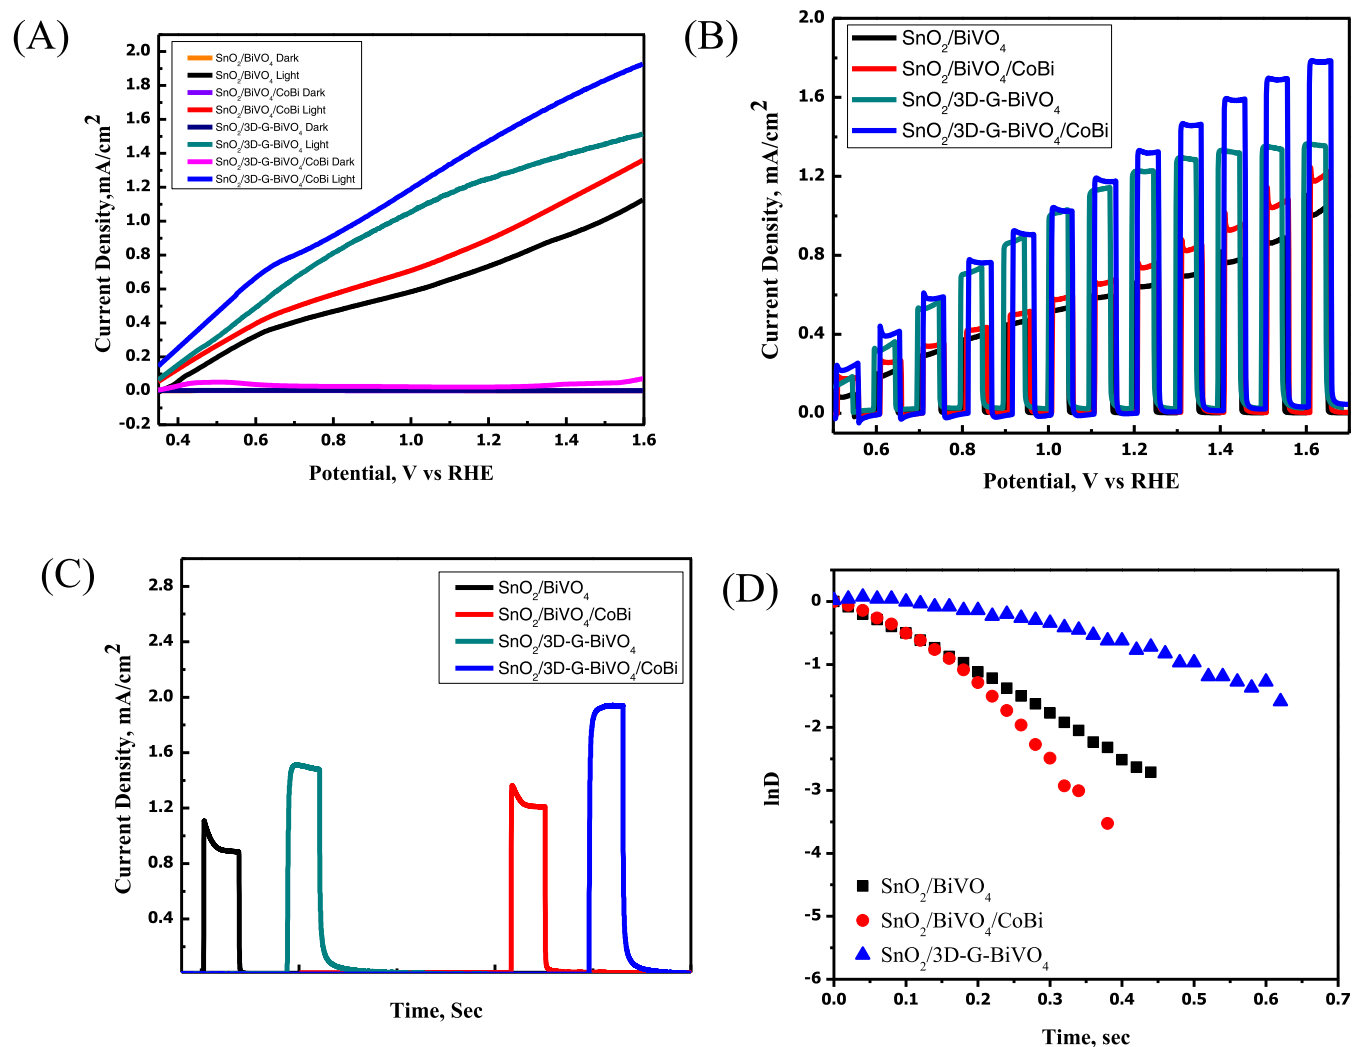 (A)
2.0
1.8
1.6
1.4
1.2
1.0
0.8
0.6
0.4
0.2
0.0
-0.2
Current Density,mA/cm²
SnO₂/BiVO₄ Dark
SnO₂/BiVO₄ Light
SnO₂/BiVO₄/CoBi Dark
SnO₂/BiVO₄/CoBi Light
SnO₂/3D-G-BiVO₄ Dark
SnO₂/3D-G-BiVO₄ Light
SnO₂/3D-G-BiVO₄/CoBi Dark
SnO₂/3D-G-BiVO₄/CoBi Light
0.4 0.6 0.8 1.0 1.2 1.4 1.6
Potential, V vs RHE
(B)
2.0
1.6
1.2
0.8
0.4
0.0
Current Density, mA/cm²
SnO₂/BiVO₄
SnO₂/BiVO₄/CoBi
SnO₂/3D-G-BiVO₄
SnO₂/3D-G-BiVO₄/CoBi
0.6 0.8 1.0 1.2 1.4 1.6
Potential, V vs RHE
(C)
2.8
2.4
2.0
1.6
1.2
0.8
0.4
Current Density, mA/cm²
SnO₂/BiVO₄
SnO₂/BiVO₄/CoBi
SnO₂/3D-G-BiVO₄
SnO₂/3D-G-BiVO₄/CoBi
Time, Sec
(D)
0
-1
-2
-3
-4
-5
-6
lnD
SnO₂/BiVO₄
SnO₂/BiVO₄/CoBi
SnO₂/3D-G-BiVO₄
0.0 0.1 0.2 0.3 0.4 0.5 0.6 0.7
Time, sec